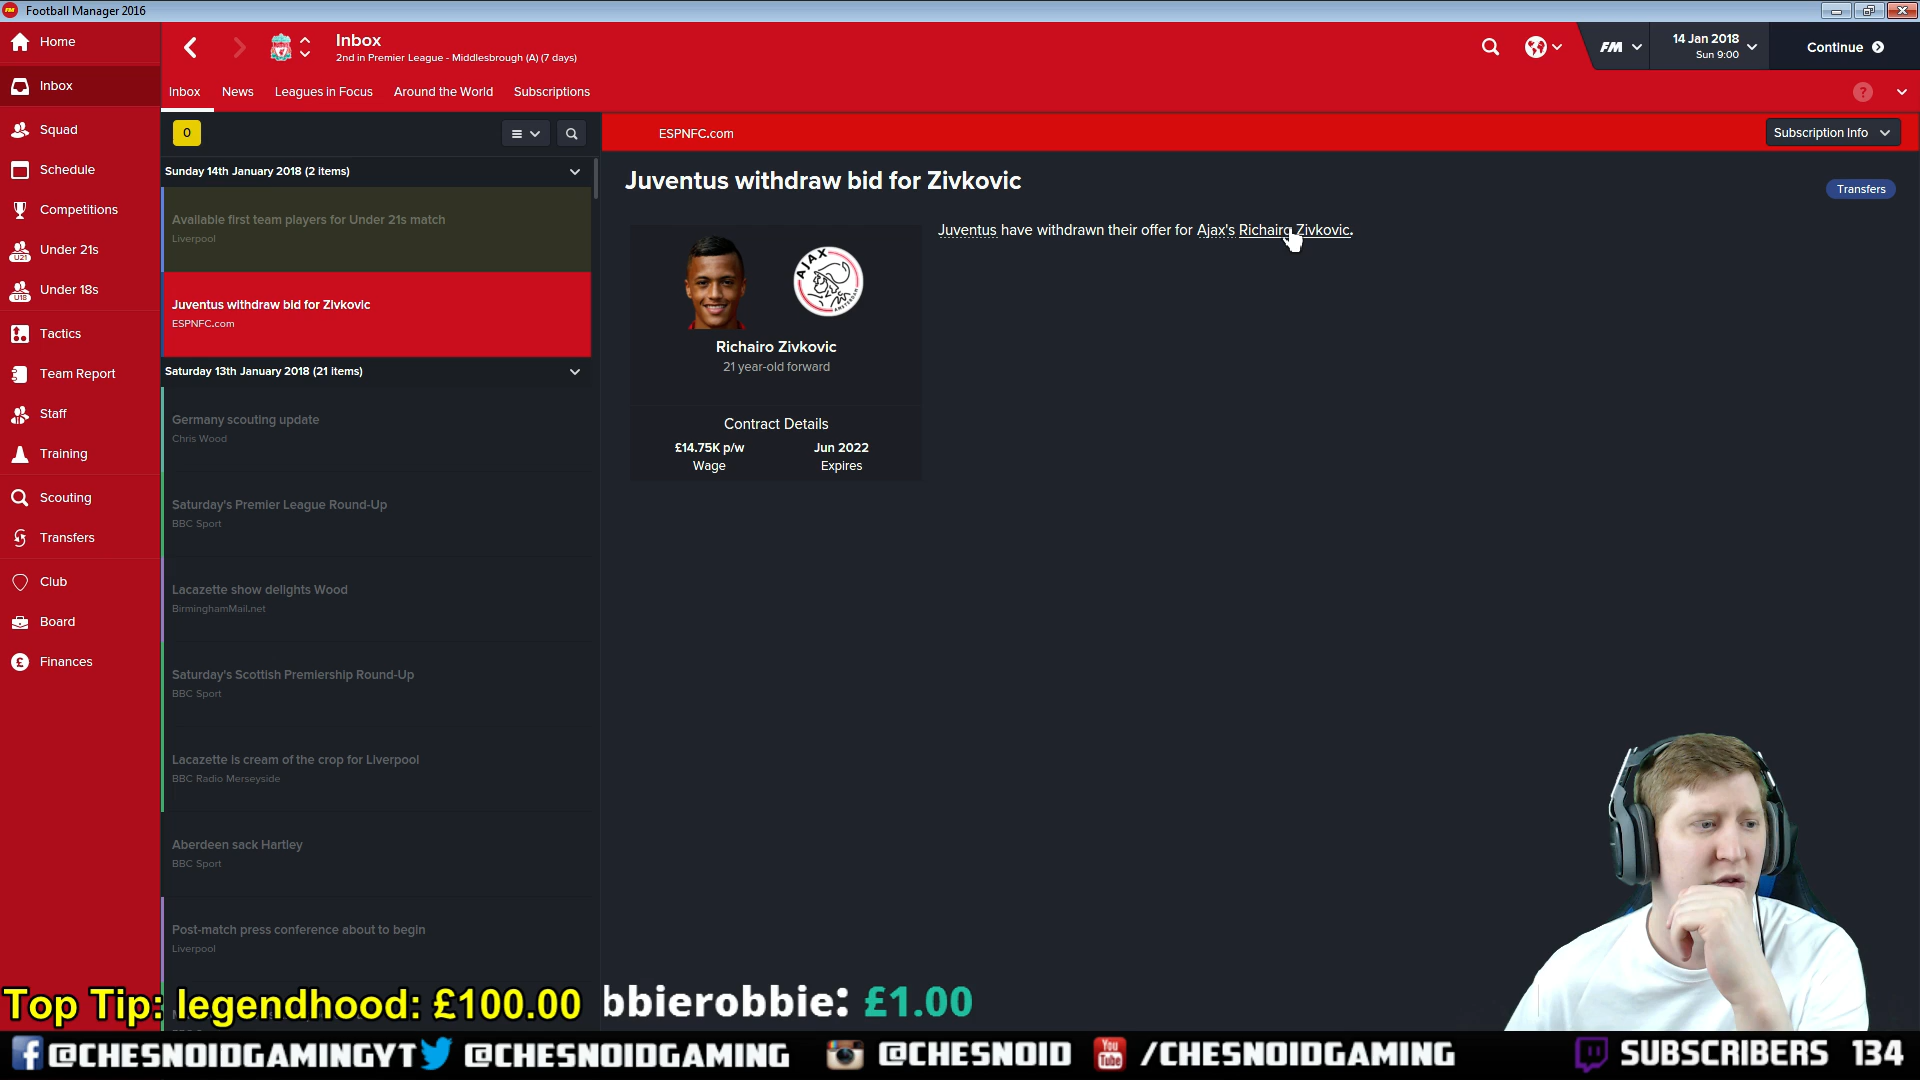 Football Manager 2016
Home
Inbox
Squad
Schedule
Competitions
Under 21s
Under 18s
Tactics
Team Report
Staff
Training
Scouting
Transfers
Club
Board
Finances
Inbox
2nd in Premier League - Middlesbrough (A) (7 days)
FM
14 Jan 2018
Sun 9:00
Continue
Inbox News Leagues in Focus Around the World Subscriptions
?
0
Sunday 14th January 2018 (2 items)
Available first team players for Under 21s match
Liverpool
Juventus withdraw bid for Zivkovic
ESPNFC.com
Saturday 13th January 2018 (21 items)
Germany scouting update
Chris Wood
Saturday's Premier League Round-Up
BBC Sport
Lacazette show delights Wood
BirminghamMail.net
Saturday's Scottish Premiership Round-Up
BBC Sport
Lacazette is cream of the crop for Liverpool
BBC Radio Merseyside
Aberdeen sack Hartley
BBC Sport
Post-match press conference about to begin
Liverpool
ESPNFC.com
Subscription Info
Juventus withdraw bid for Zivkovic
Transfers
Juventus have withdrawn their offer for Ajax's Richairo Zivkovic.
AJAX
Richairo Zivkovic
21 year-old forward
Contract Details
£14.75K p/w Jun 2022
Wage Expires
Top Tip: legendhood: £100.00
bbierobbie: £1.00
@CHESNOIDGAMINGYT @CHESNOIDGAMING @CHESNOID You Tube /CHESNOIDGAMING SUBSCRIBERS 134